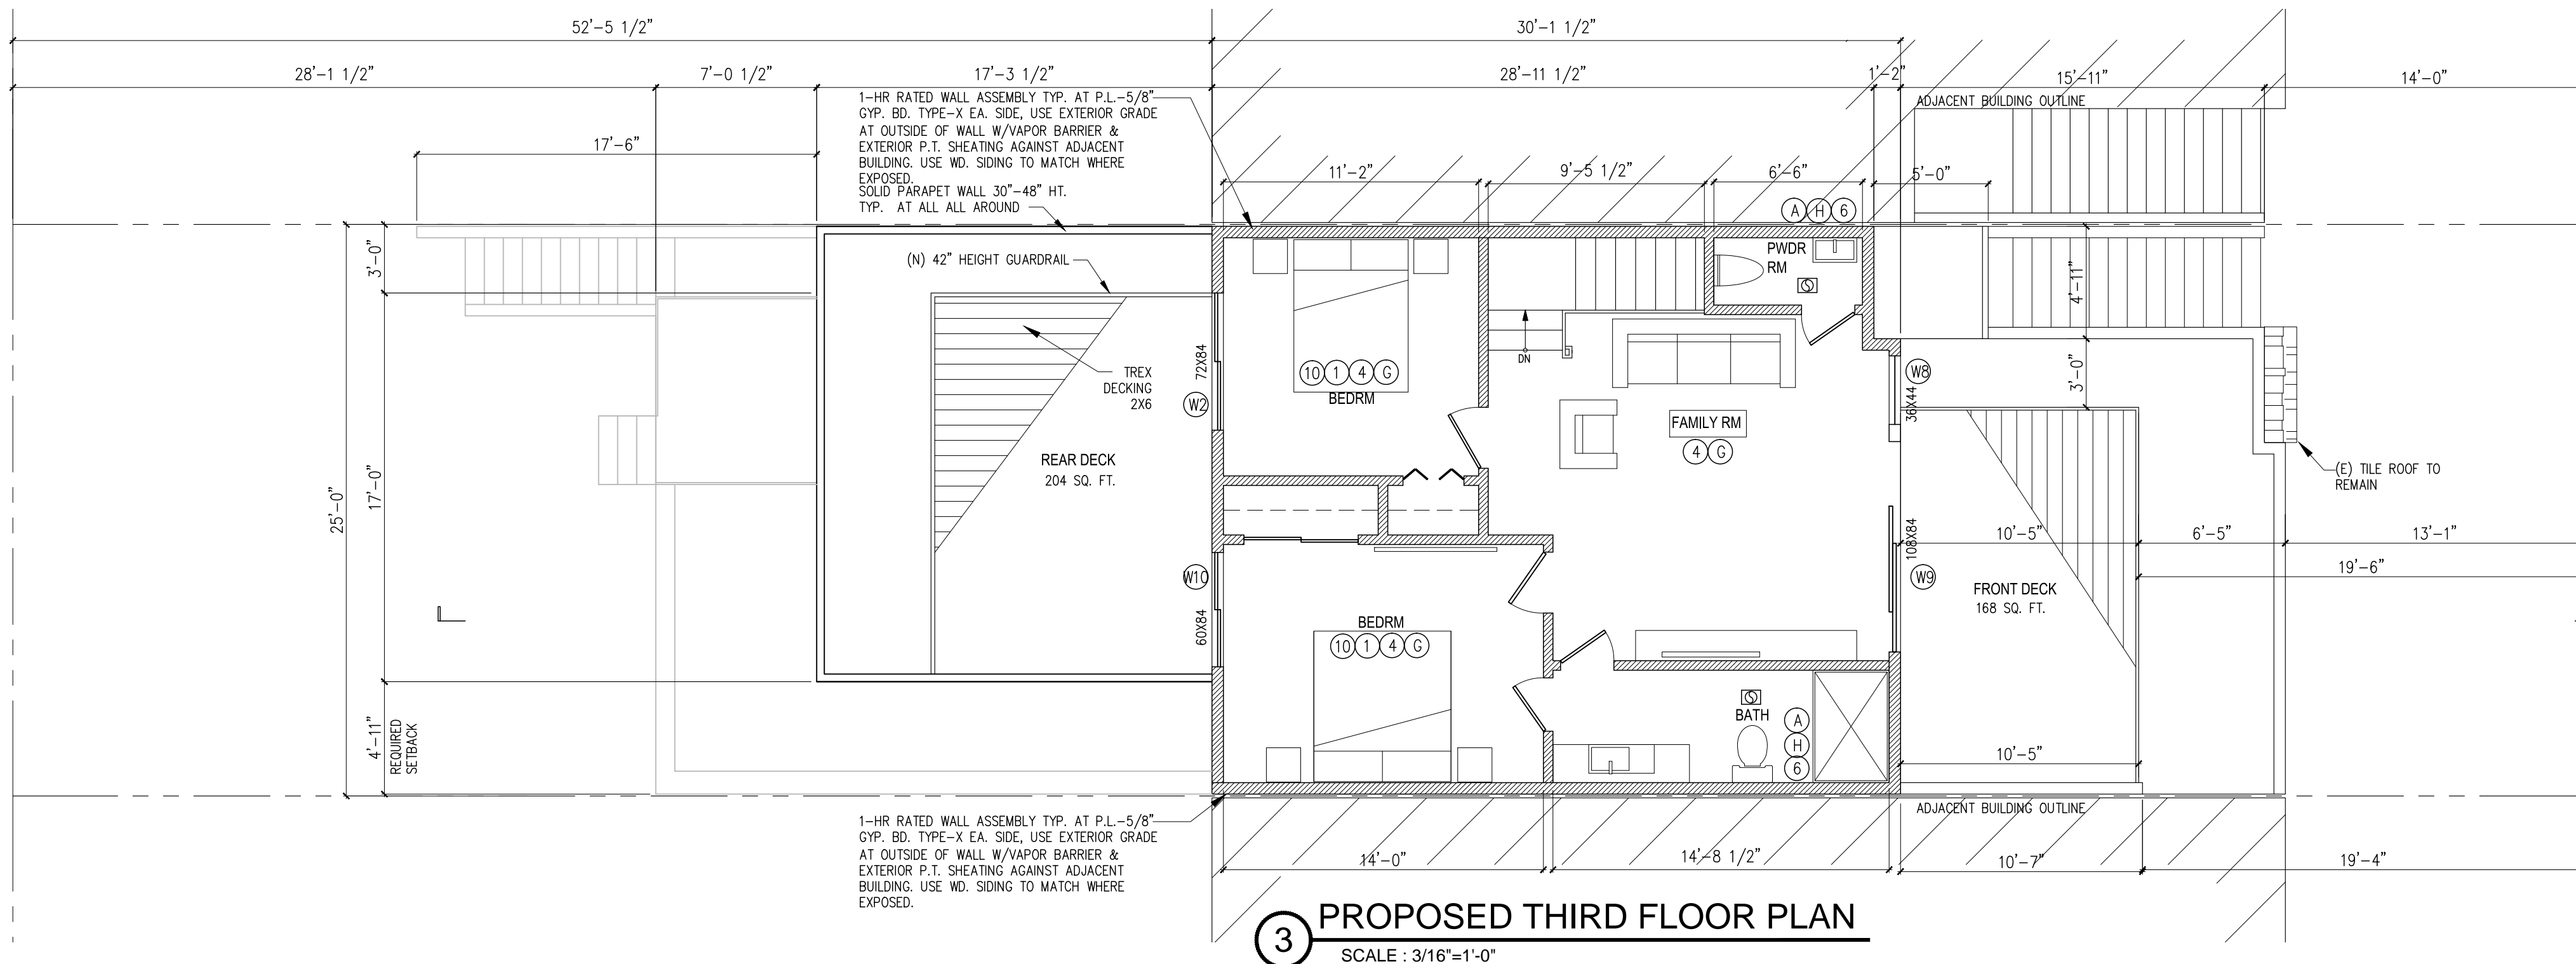 52'-5 1/2"
30'-1 1/2"
28'-1 1/2"
7'-0 1/2"
17'-3 1/2"
28'-11 1/2"
1'-2"
15'-11"
14'-0"
1-HR RATED WALL ASSEMBLY TYP. AT P.L.-5/8"
GYP. BD. TYPE-X EA. SIDE, USE EXTERIOR GRADE
AT OUTSIDE OF WALL W/VAPOR BARRIER &
EXTERIOR P.T. SHEATING AGAINST ADJACENT
BUILDING. USE WD. SIDING TO MATCH WHERE
EXPOSED.
SOLID PARAPET WALL 30"-48" HT.
TYP. AT ALL ALL AROUND
ADJACENT BUILDING OUTLINE
17'-6"
11'-2"
9'-5 1/2"
6'-6"
5'-0"
A H 6
3'-0"
(N) 42" HEIGHT GUARDRAIL
PWDR
RM
4'-11"
72X84
W2
TREX
DECKING
2X6
10 1 4 G
BEDRM
DN
W8
36X44
3'-0"
FAMILY RM
4 G
REAR DECK
204 SQ. FT.
(E) TILE ROOF TO
REMAIN
25'-0"
17'-0"
10'-5"
6'-5"
13'-1"
108X84
W9
19'-6"
W10
60X84
FRONT DECK
168 SQ. FT.
BEDRM
10 1 4 G
4'-11"
REQUIRED
SETBACK
BATH
A
H
6
10'-5"
ADJACENT BUILDING OUTLINE
1-HR RATED WALL ASSEMBLY TYP. AT P.L.-5/8"
GYP. BD. TYPE-X EA. SIDE, USE EXTERIOR GRADE
AT OUTSIDE OF WALL W/VAPOR BARRIER &
EXTERIOR P.T. SHEATING AGAINST ADJACENT
BUILDING. USE WD. SIDING TO MATCH WHERE
EXPOSED.
14'-0"
14'-8 1/2"
10'-7"
19'-4"
3 PROPOSED THIRD FLOOR PLAN
SCALE : 3/16"=1'-0"